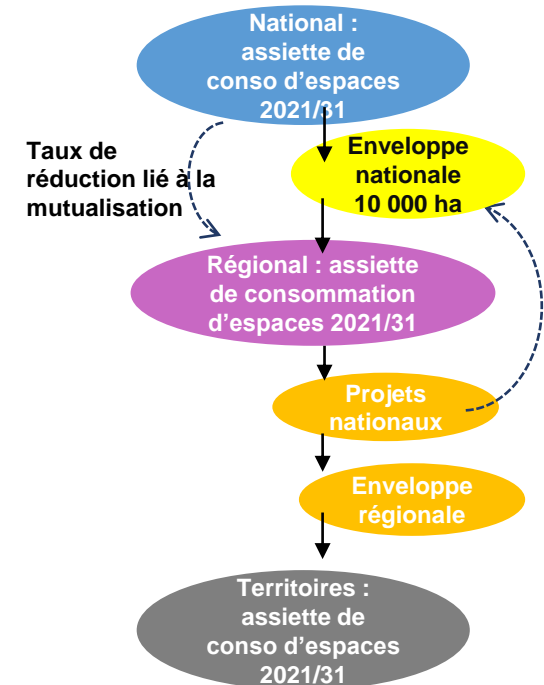 National :
assiette de
conso d'espaces
2021/31
Taux de
réduction lié à la
mutualisation
Enveloppe
nationale
10 000 ha
Régional : assiette
de consommation
d'espaces 2021/31
Projets
nationaux
Enveloppe
régionale
Territoires :
assiette de
conso d'espaces
2021/31